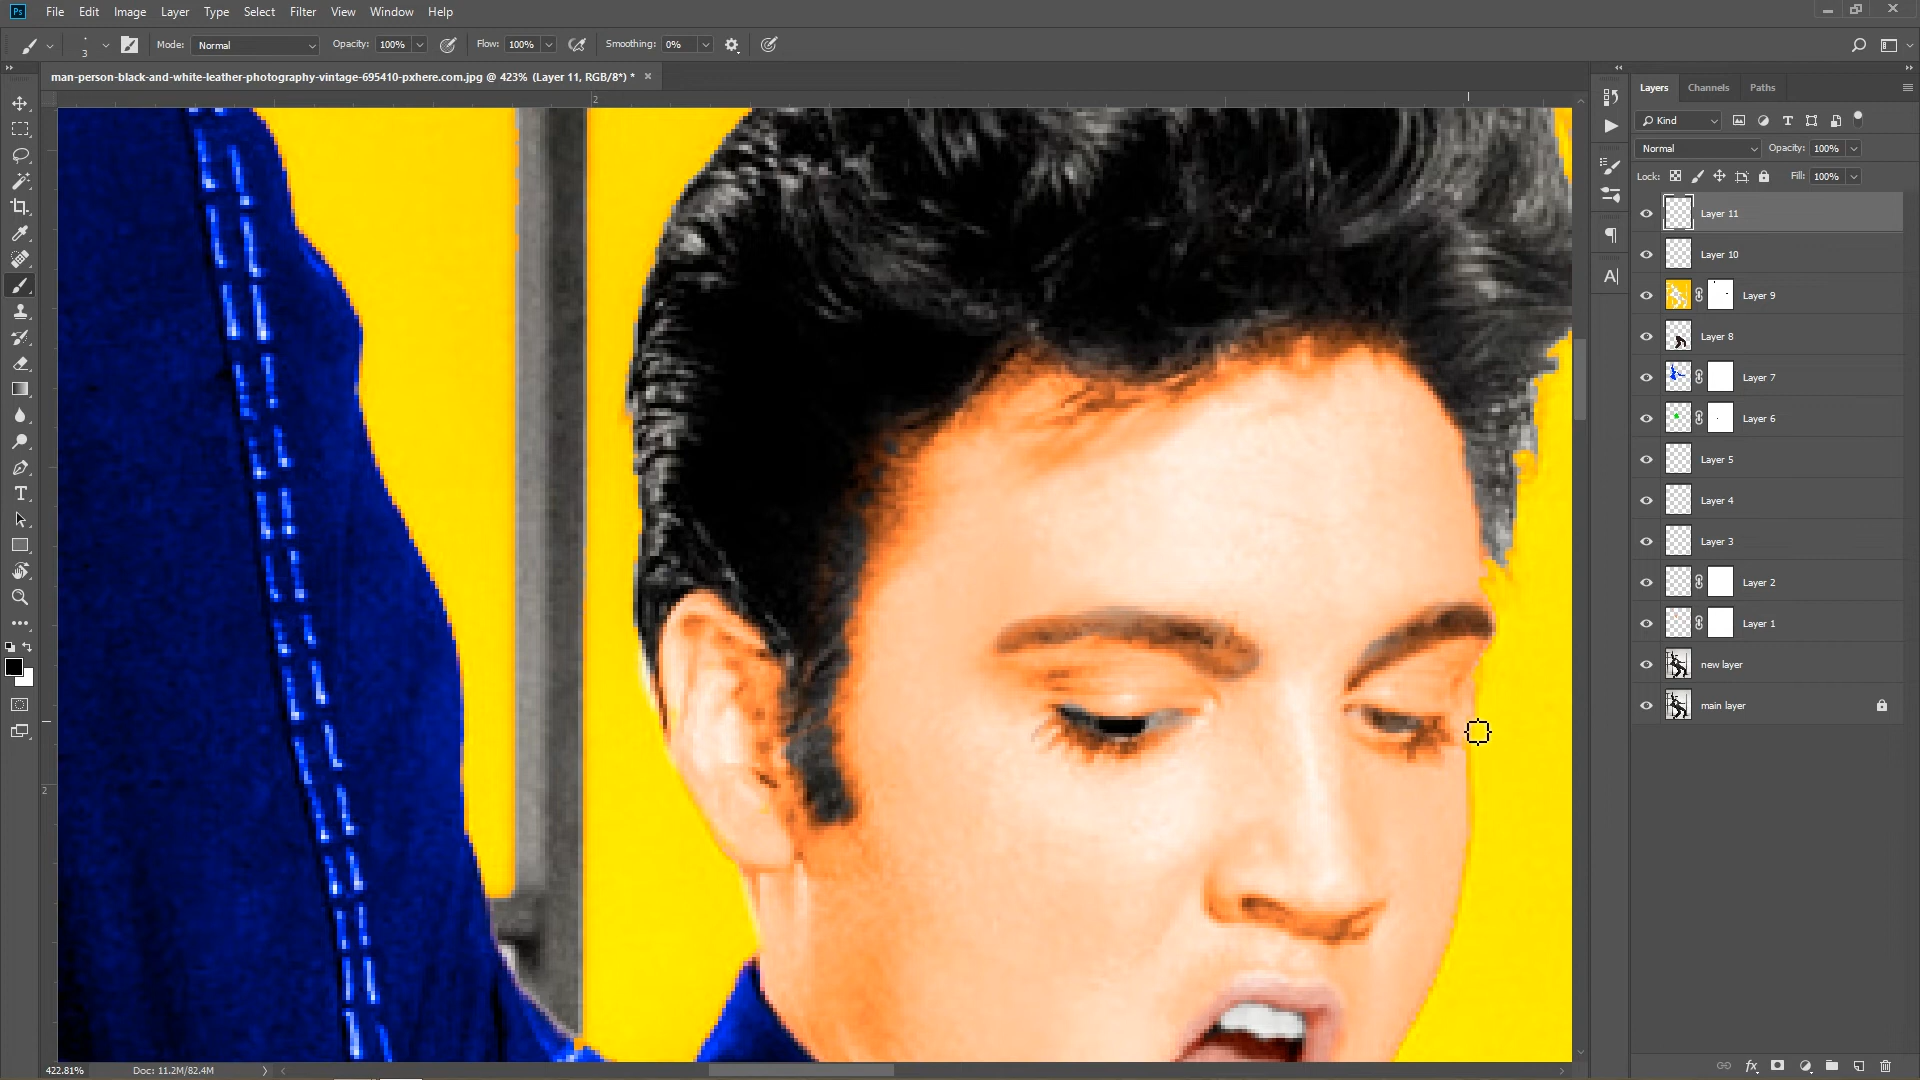 Ps File Edit Image Layer Type Select Filter View Window Help
3 Mode: Normal Opacity: 100% Flow: 100% Smoothing: 0%
man-person-black-and-white-leather-photography-vintage-695410-pxhere.com.jpg @ 423% (Layer 11, RGB/8*) *
2
2
Layers Channels Paths
Kind
Normal Opacity: 100%
Lock: Fill: 100%
Layer 11
Layer 10
Layer 9
Layer 8
Layer 7
Layer 6
Layer 5
Layer 4
Layer 3
Layer 2
Layer 1
new layer
main layer
422.81% Doc: 11.2M/82.4M